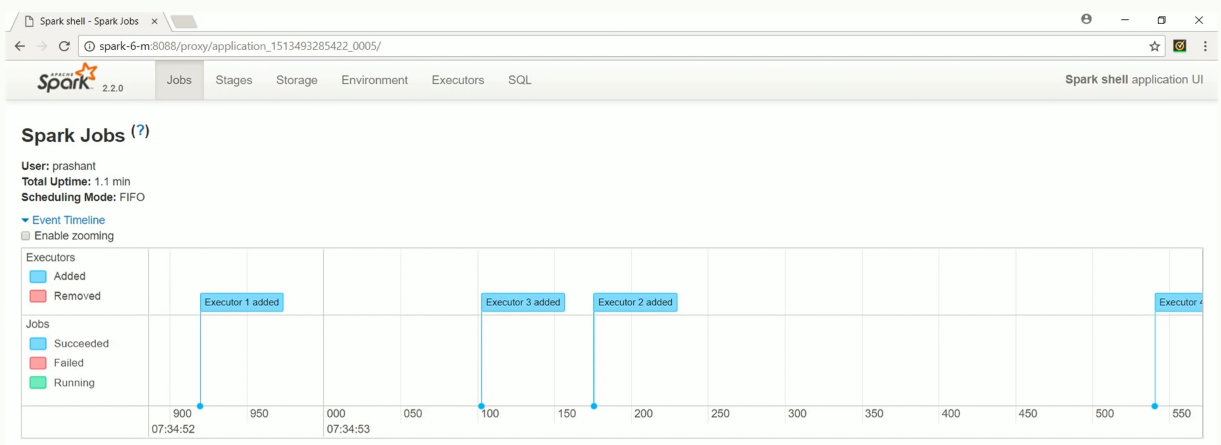 Spark shell - Spark Jobs
spark-6-m:8088/proxy/application_1513493285422_0005/
APACHE Spark 2.2.0 Jobs Stages Storage Environment Executors SQL Spark shell application UI
Spark Jobs (?)
User: prashant
Total Uptime: 1.1 min
Scheduling Mode: FIFO
Event Timeline
Enable zooming
Executors
Added
Removed
Executor 1 added Executor 3 added Executor 2 added Executor 4
Jobs
Succeeded
Failed
Running
900 950 000 050 100 150 200 250 300 350 400 450 500 550
07:34:52 07:34:53